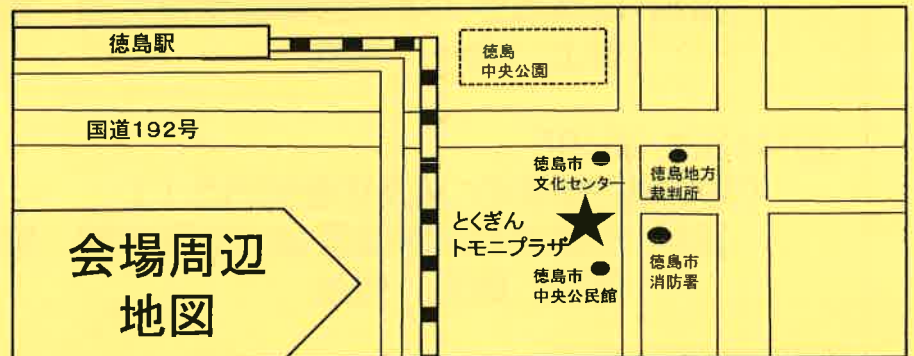 徳島駅
徳島
中央公園
国道192号
徳島市
文化センター
徳島地方
裁判所
とくぎん
トモニプラザ
徳島市
消防署
徳島市
中央公民館
会場周辺
地図